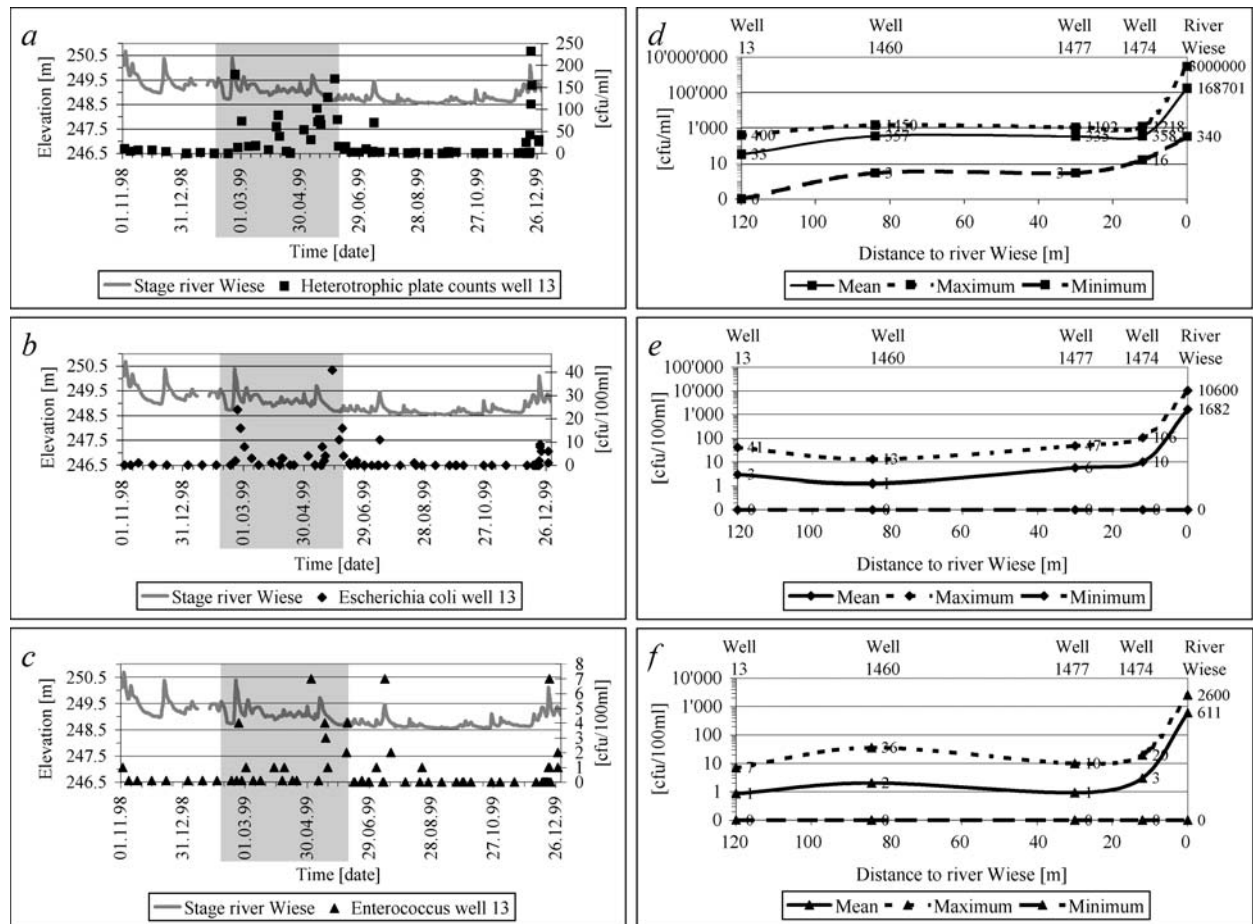 a
250.5
249.5
248.5
247.5
246.5
Elevation [m]
250
200
150
100
50
0
[cfu/ml]
01.11.98
31.12.98
01.03.99
30.04.99
29.06.99
28.08.99
27.10.99
26.12.99
Time [date]
Stage river Wiese
Heterotrophic plate counts well 13
d
Well 13
Well 1460
Well 1477
Well 1474
River Wiese
10'000'000
100'000
1'000
10
0
[cfu/ml]
400
1450
1102
1218
3000000
33
357
333
358
168701
0
3
3
16
340
120
100
80
60
40
20
0
Distance to river Wiese [m]
Mean
Maximum
Minimum
b
250.5
249.5
248.5
247.5
246.5
Elevation [m]
40
30
20
10
0
[cfu/100ml]
01.11.98
31.12.98
01.03.99
30.04.99
29.06.99
28.08.99
27.10.99
26.12.99
Time [date]
Stage river Wiese
Escherichia coli well 13
e
Well 13
Well 1460
Well 1477
Well 1474
River Wiese
100'000
10'000
1'000
100
10
1
0
[cfu/100ml]
41
13
47
106
10600
3
1
6
10
1682
0
0
0
0
0
120
100
80
60
40
20
0
Distance to river Wiese [m]
Mean
Maximum
Minimum
c
250.5
249.5
248.5
247.5
246.5
Elevation [m]
8
7
6
5
4
3
2
1
0
[cfu/100ml]
01.11.98
31.12.98
01.03.99
30.04.99
29.06.99
28.08.99
27.10.99
26.12.99
Time [date]
Stage river Wiese
Enterococcus well 13
f
Well 13
Well 1460
Well 1477
Well 1474
River Wiese
10'000
1'000
100
10
1
0
[cfu/100ml]
7
36
10
20
2600
1
2
1
3
611
0
0
0
0
0
120
100
80
60
40
20
0
Distance to river Wiese [m]
Mean
Maximum
Minimum